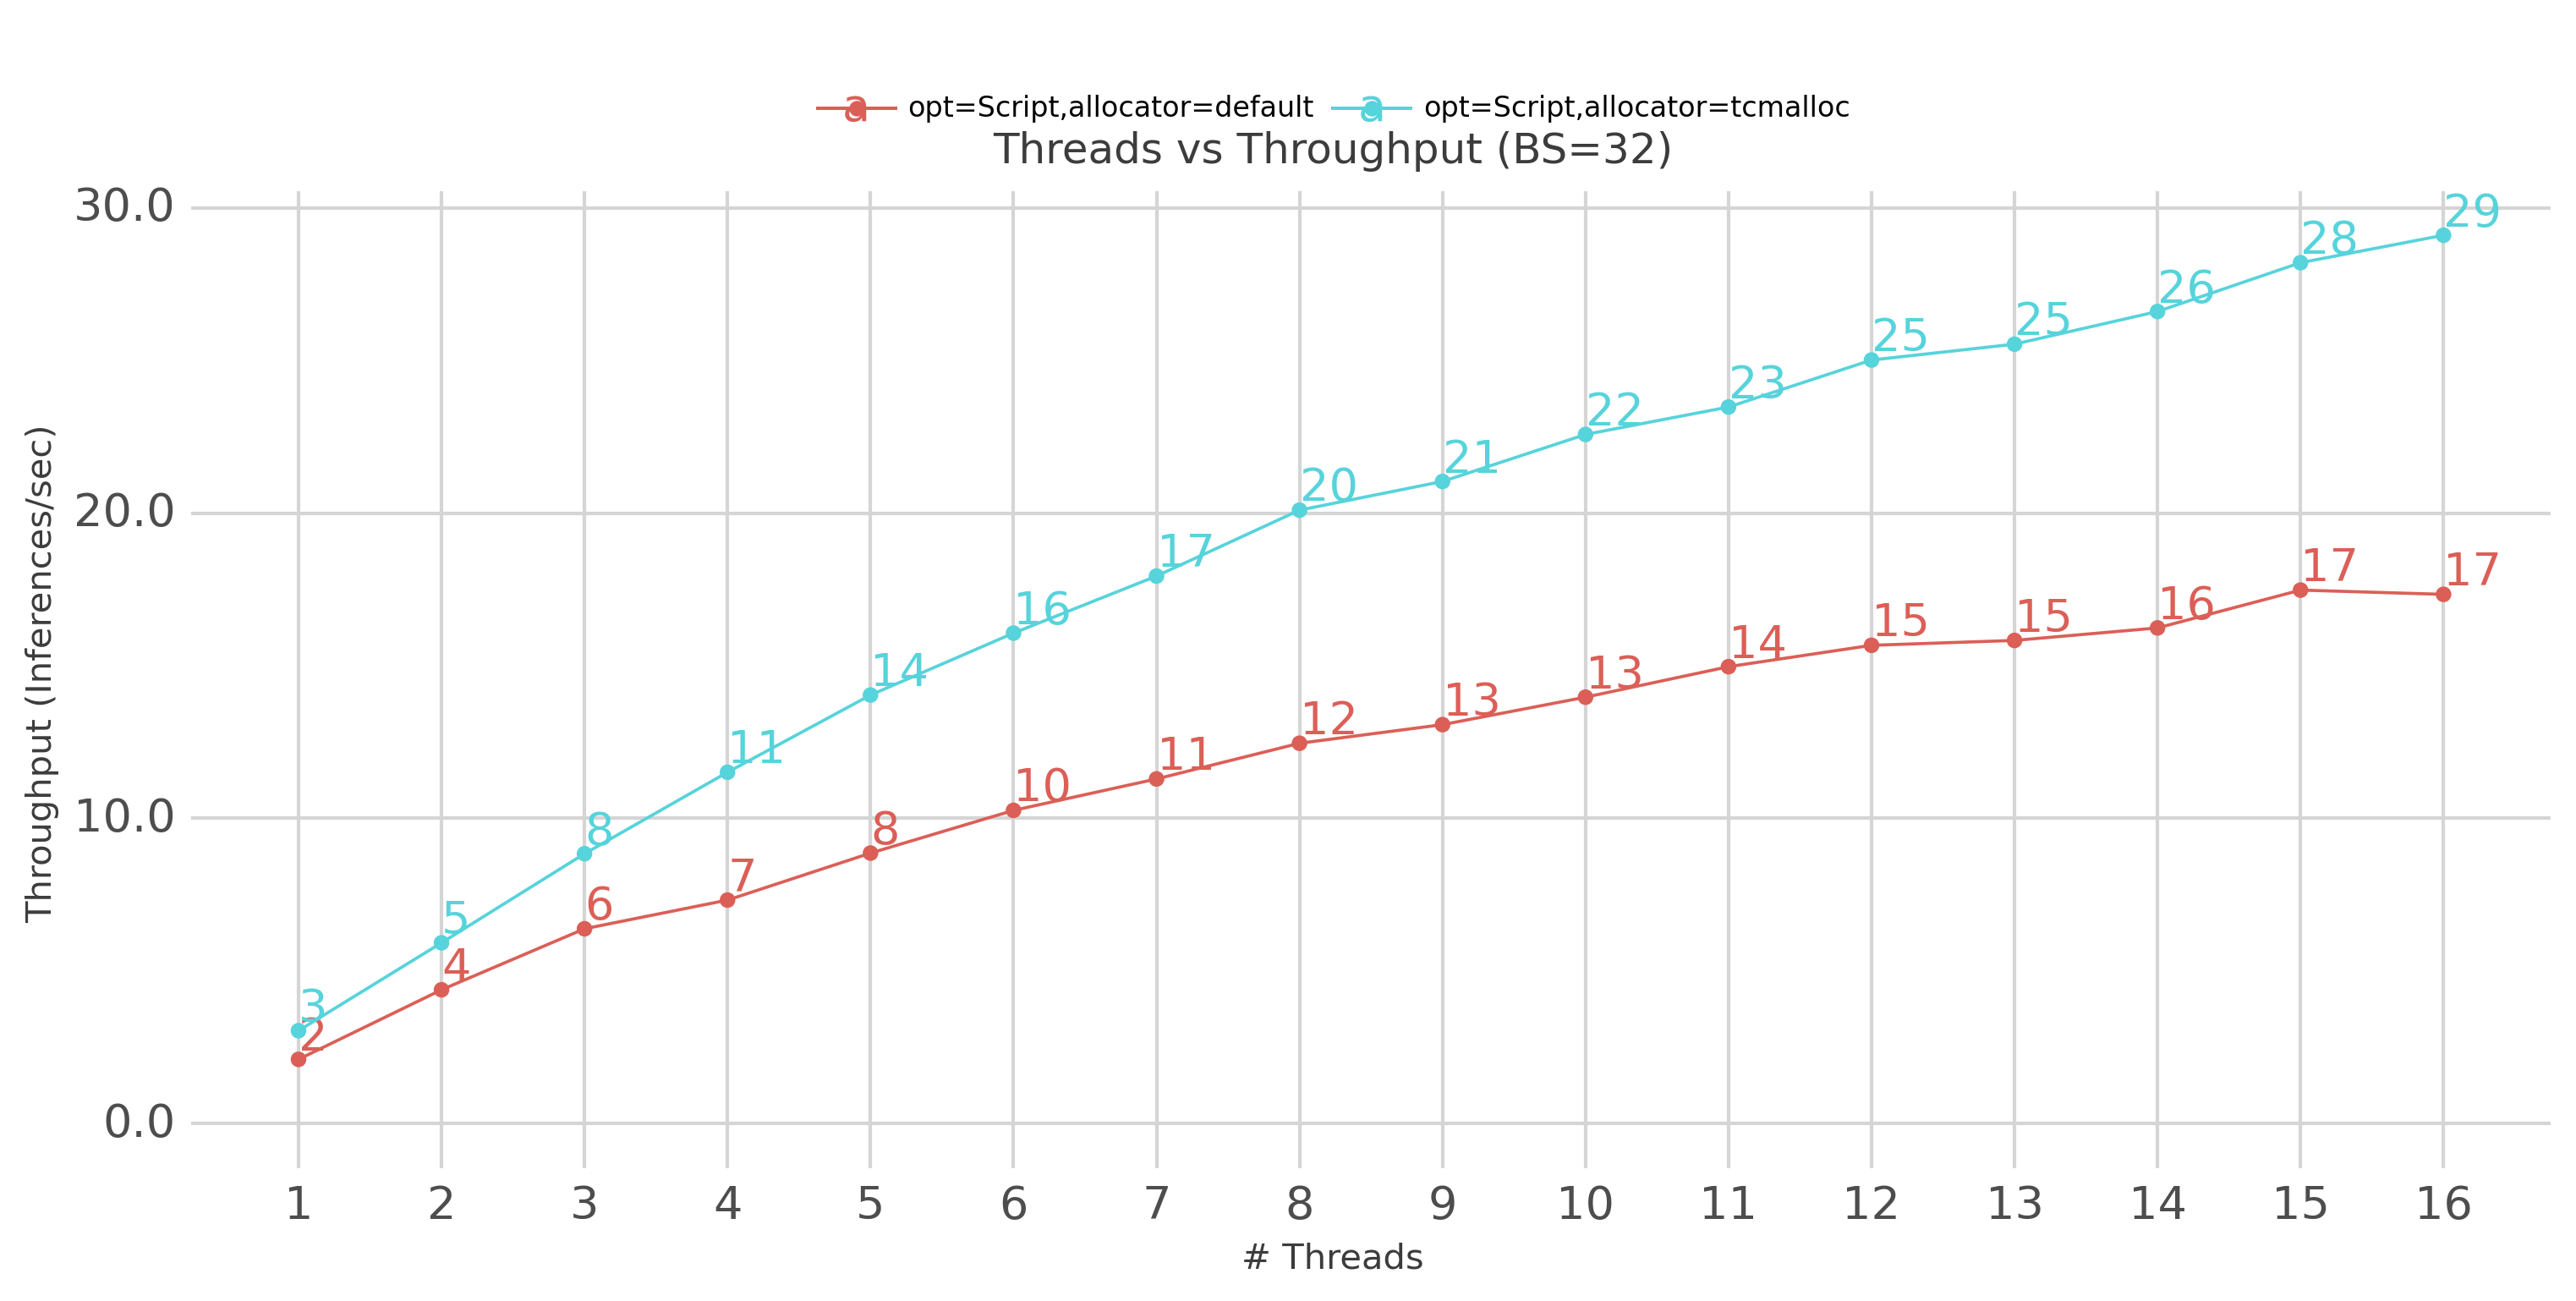 a opt=Script,allocator=default a opt=Script,allocator=tcmalloc
Threads vs Throughput (BS=32)
Throughput (Inferences/sec)
30.0
20.0
10.0
0.0
3 5 8 11 14 16 17 20 21 22 23 25 25 26 28 29
2 4 6 7 8 10 11 12 13 13 14 15 15 16 17 17
1 2 3 4 5 6 7 8 9 10 11 12 13 14 15 16
# Threads